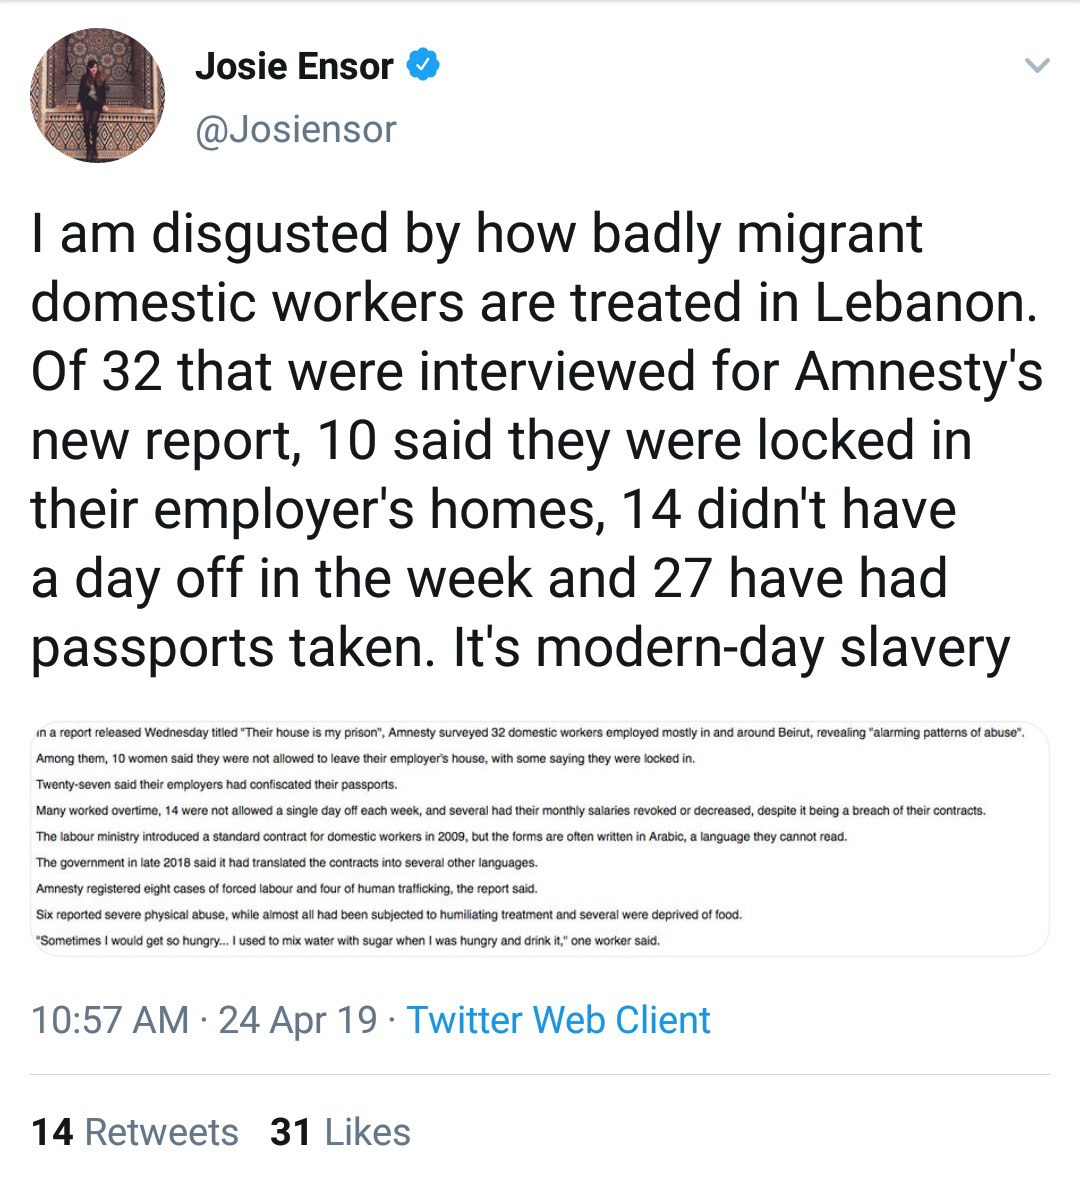 Josie Ensor
@Josiensor
I am disgusted by how badly migrant
domestic workers are treated in Lebanon.
Of 32 that were interviewed for Amnesty's
new report, 10 said they were locked in
their employer's homes, 14 didn't have
a day off in the week and 27 have had
passports taken. It's modern-day slavery
in a report released Wednesday titled "Their house is my prison", Amnesty surveyed 32 domestic workers employed mostly in and around Beirut, revealing "alarming patterns of abuse".
Among them, 10 women said they were not allowed to leave their employer's house, with some saying they were locked in.
Twenty-seven said their employers had confiscated their passports.
Many worked overtime, 14 were not allowed a single day off each week, and several had their monthly salaries revoked or decreased, despite it being a breach of their contracts.
The labour ministry introduced a standard contract for domestic workers in 2009, but the forms are often written in Arabic, a language they cannot read.
The government in late 2018 said it had translated the contracts into several other languages.
Amnesty registered eight cases of forced labour and four of human trafficking, the report said.
Six reported severe physical abuse, while almost all had been subjected to humiliating treatment and several were deprived of food.
"Sometimes I would get so hungry... I used to mix water with sugar when I was hungry and drink it," one worker said.
10:57 AM · 24 Apr 19 · Twitter Web Client
14 Retweets 31 Likes